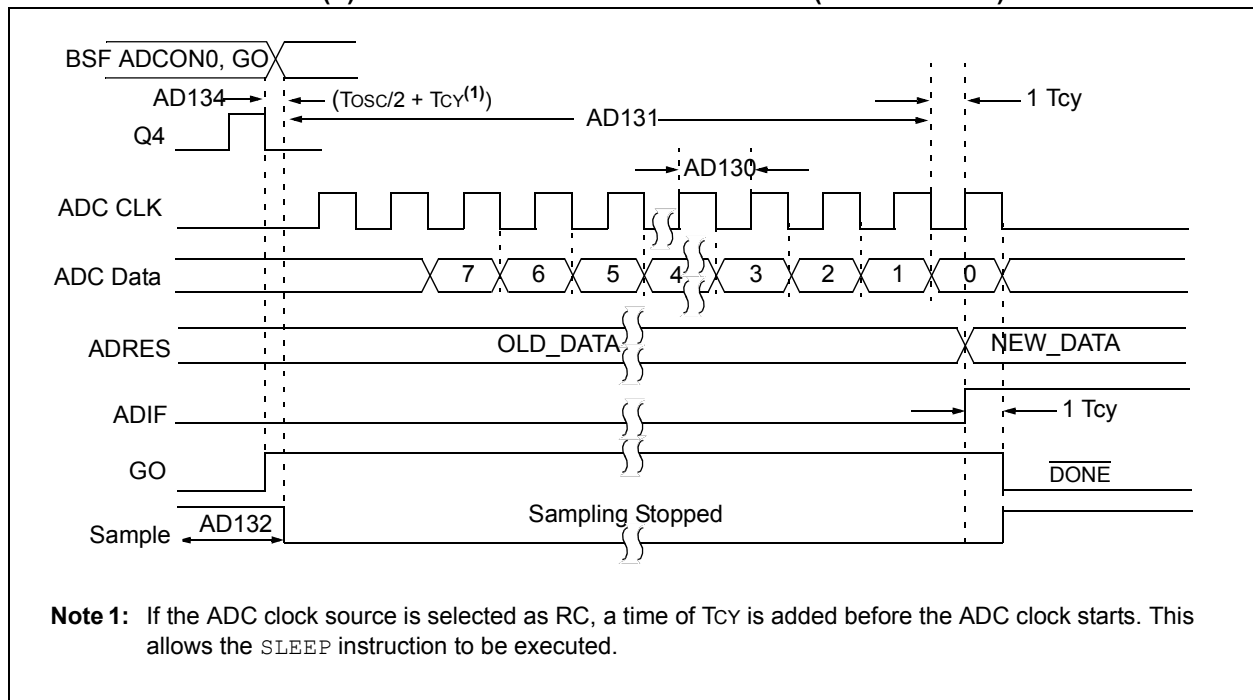 BSF ADCON0, GO
AD134
(TOSC/2 + TCY(1))
1 Tcy
AD131
Q4
AD130
ADC CLK
ADC Data
7 6 5 4 3 2 1 0
ADRES
OLD_DATA
NEW_DATA
ADIF
1 Tcy
GO
DONE
Sample
AD132
Sampling Stopped
Note 1: If the ADC clock source is selected as RC, a time of TCY is added before the ADC clock starts. This
allows the SLEEP instruction to be executed.